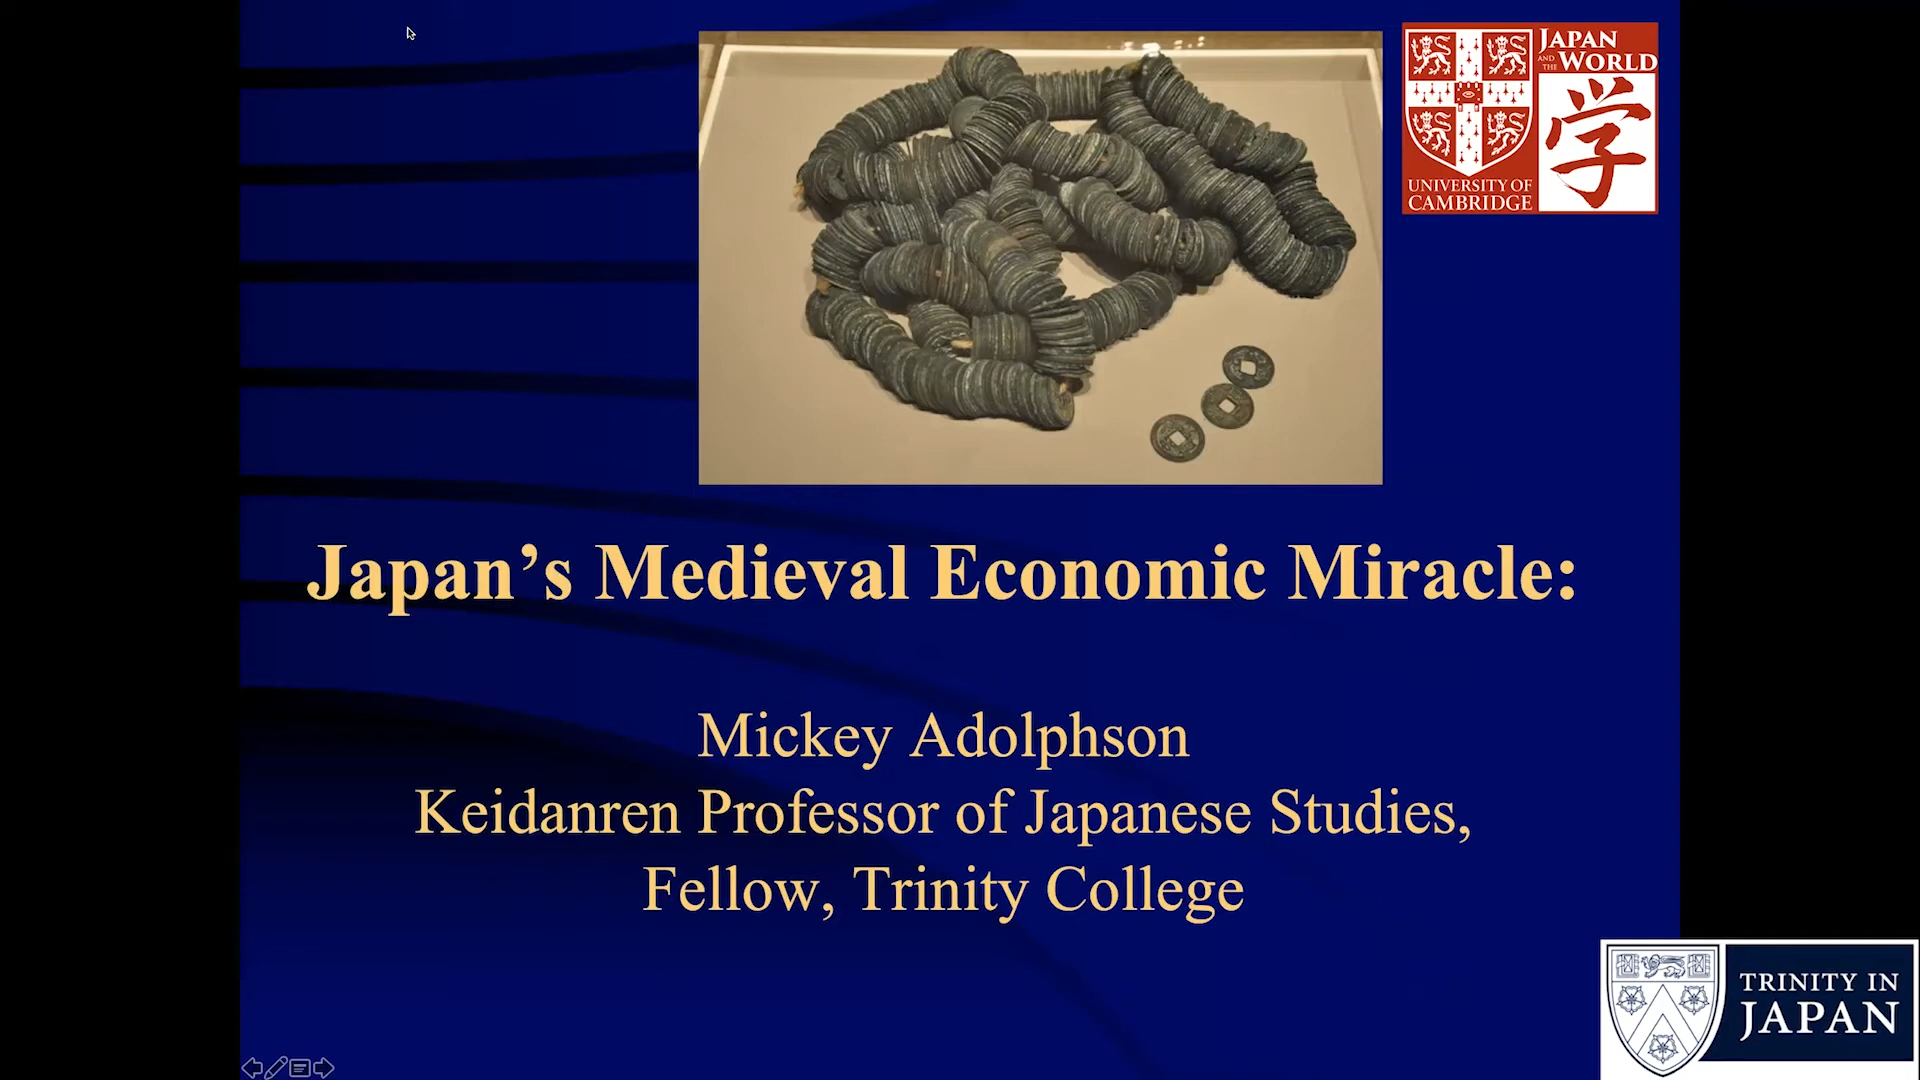 JAPAN
AND THE WORLD
学
UNIVERSITY OF
CAMBRIDGE
Japan’s Medieval Economic Miracle:
Mickey Adolphson
Keidanren Professor of Japanese Studies,
Fellow, Trinity College
TRINITY IN
JAPAN